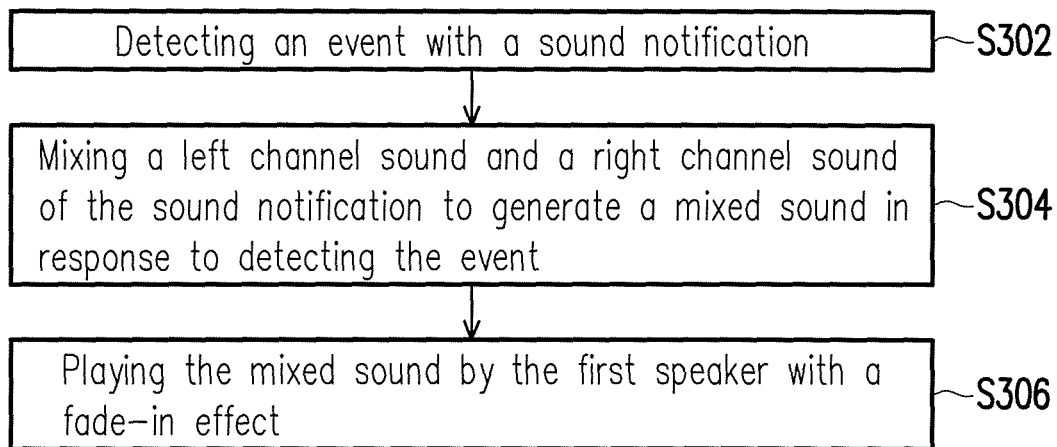 Detecting an event with a sound notification
S302
Mixing a left channel sound and a right channel sound
of the sound notification to generate a mixed sound in
response to detecting the event
S304
Playing the mixed sound by the first speaker with a
fade-in effect
S306